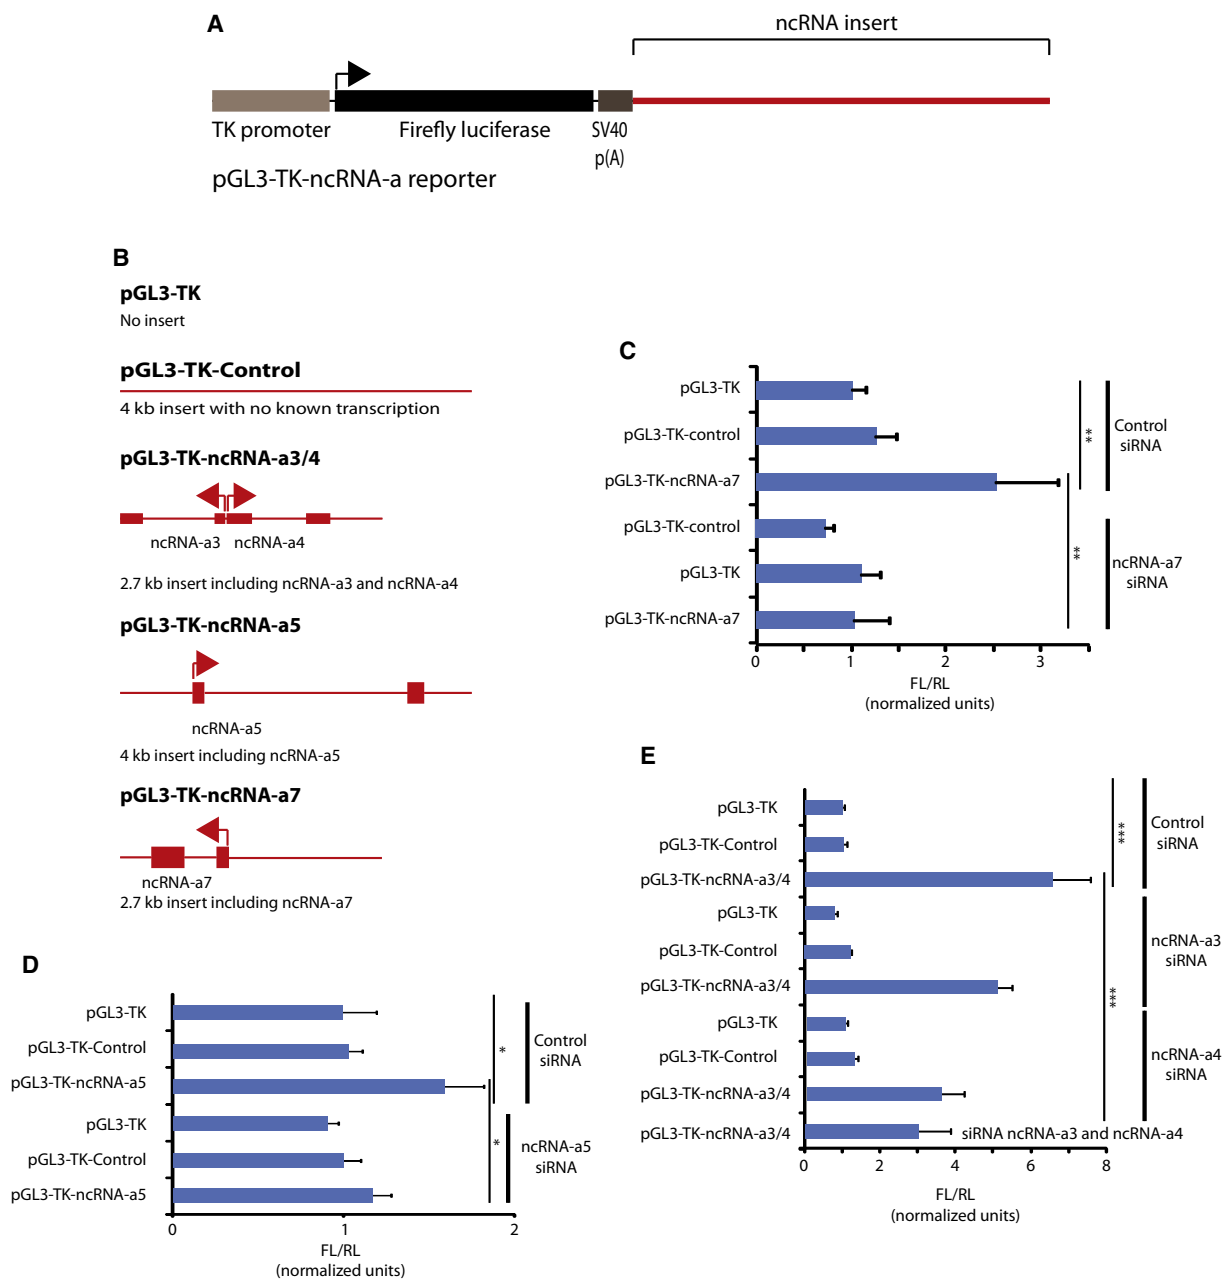 A
ncRNA insert
TK promoter
Firefly luciferase
SV40
p(A)
pGL3-TK-ncRNA-a reporter
B
pGL3-TK
No insert
pGL3-TK-Control
4 kb insert with no known transcription
pGL3-TK-ncRNA-a3/4
ncRNA-a3
ncRNA-a4
2.7 kb insert including ncRNA-a3 and ncRNA-a4
pGL3-TK-ncRNA-a5
ncRNA-a5
4 kb insert including ncRNA-a5
pGL3-TK-ncRNA-a7
ncRNA-a7
2.7 kb insert including ncRNA-a7
C
pGL3-TK
pGL3-TK-control
pGL3-TK-ncRNA-a7
pGL3-TK-control
pGL3-TK
pGL3-TK-ncRNA-a7
**
**
Control
siRNA
ncRNA-a7
siRNA
0 1 2 3
FL/RL
(normalized units)
D
pGL3-TK
pGL3-TK-Control
pGL3-TK-ncRNA-a5
pGL3-TK
pGL3-TK-Control
pGL3-TK-ncRNA-a5
*
*
Control
siRNA
ncRNA-a5
siRNA
0 1 2
FL/RL
(normalized units)
E
pGL3-TK
pGL3-TK-Control
pGL3-TK-ncRNA-a3/4
pGL3-TK
pGL3-TK-Control
pGL3-TK-ncRNA-a3/4
pGL3-TK
pGL3-TK-Control
pGL3-TK-ncRNA-a3/4
pGL3-TK-ncRNA-a3/4
siRNA ncRNA-a3 and ncRNA-a4
***
***
Control
siRNA
ncRNA-a3
siRNA
ncRNA-a4
siRNA
0 2 4 6 8
FL/RL
(normalized units)